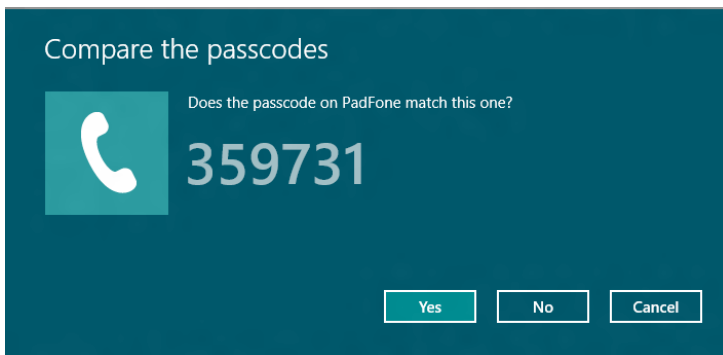 Compare the passcodes
Does the passcode on PadFone match this one?
359731
Yes No Cancel